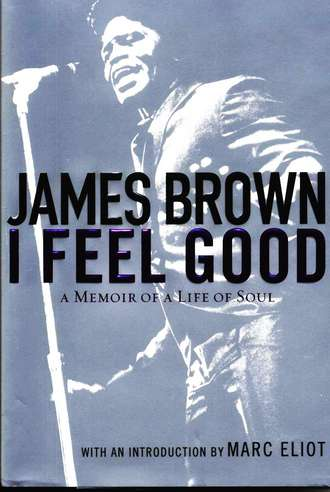 JAMES BROWN
I FEEL GOOD
A MEMOIR OF A LIFE OF SOUL
WITH AN INTRODUCTION BY MARC ELIOT